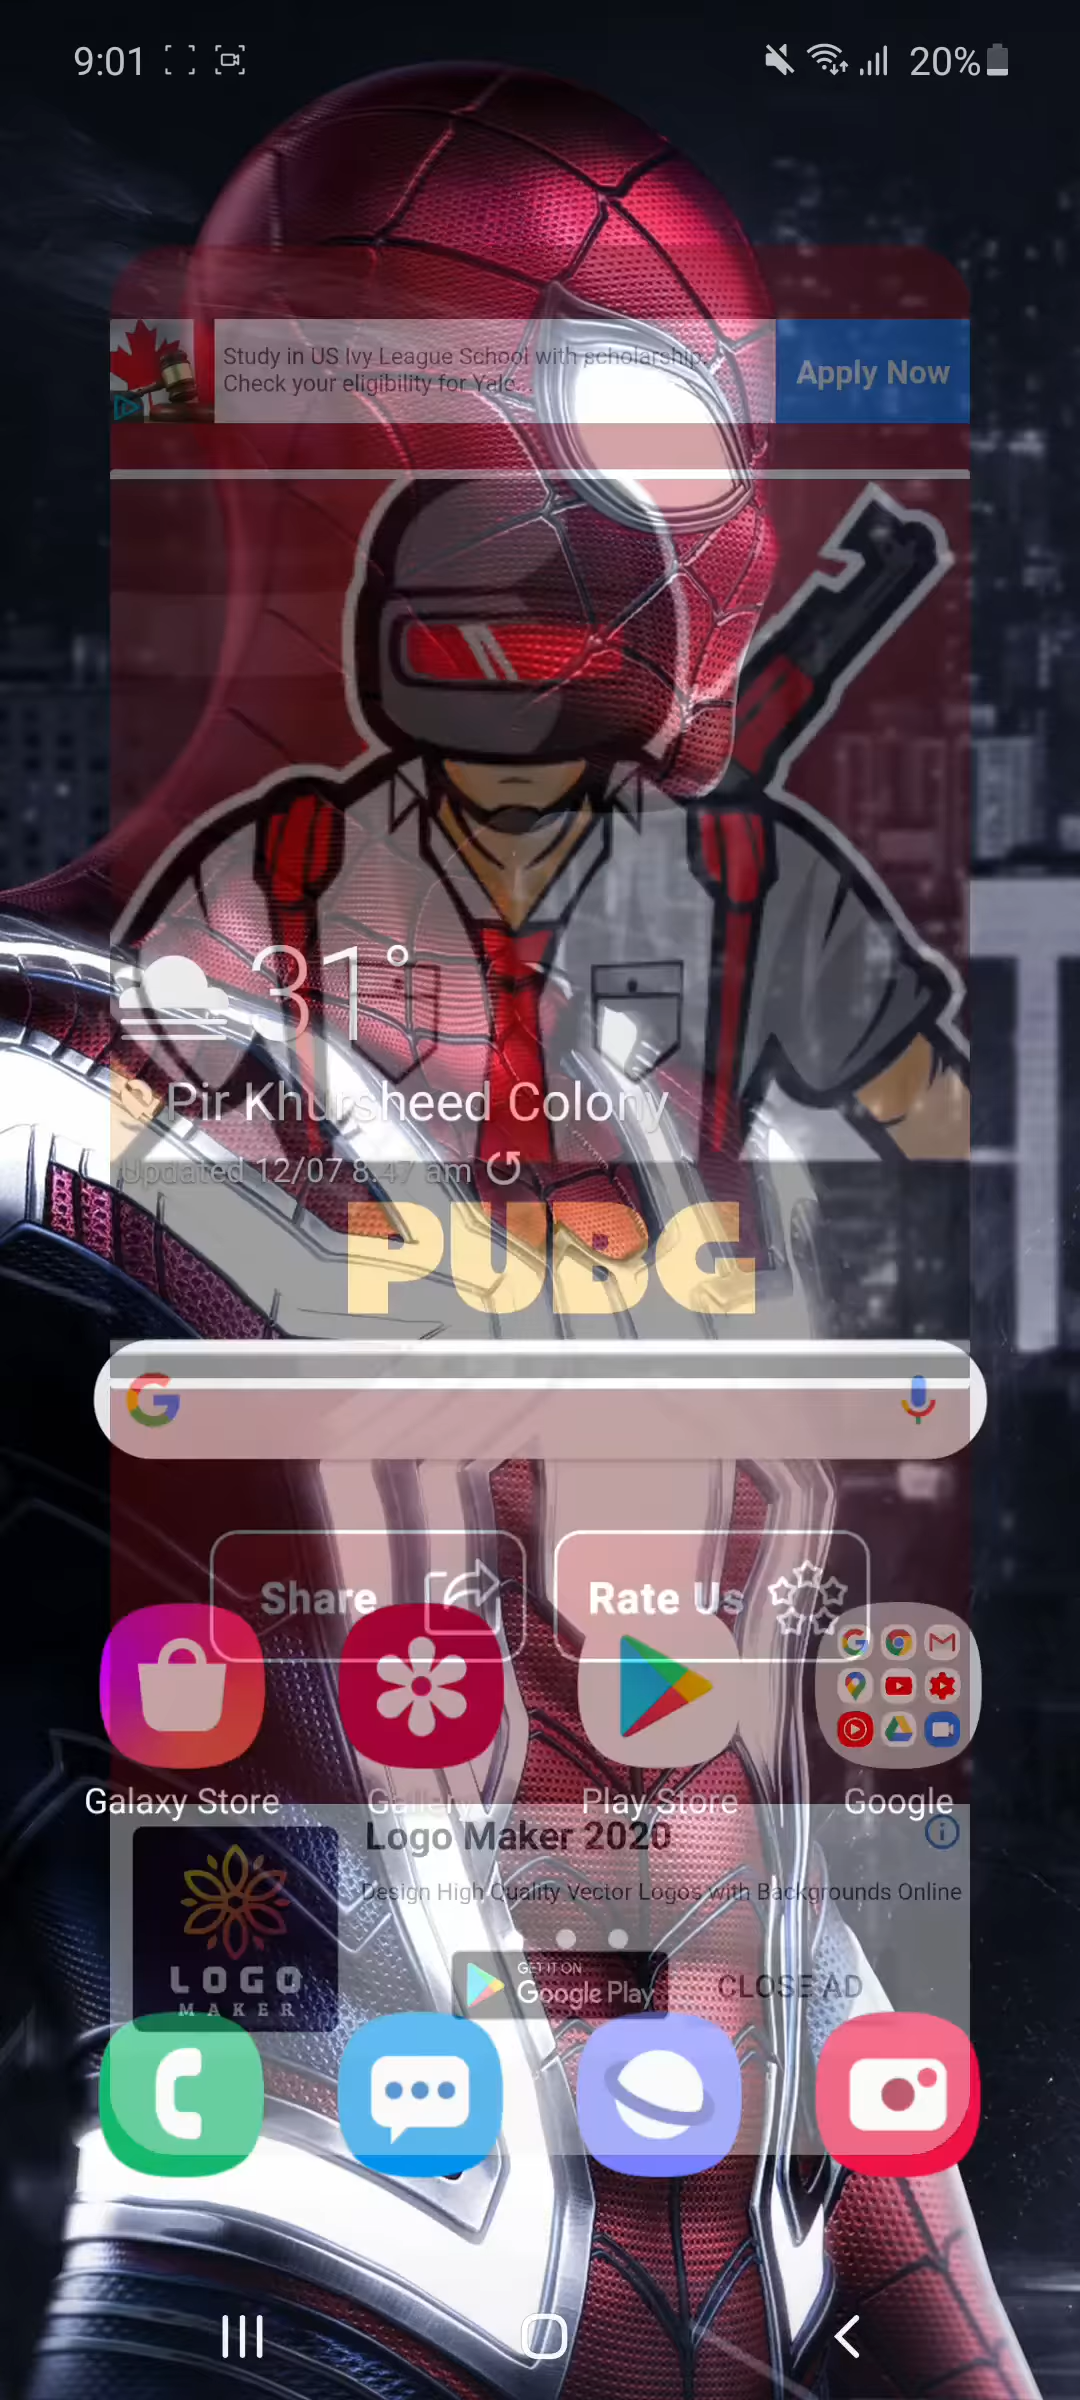 9:01 20%
Study in US Ivy League School with scholarship.
Check your eligibility for Yale...
Apply Now
31°
Pir Khursheed Colony
Updated 12/07 8:47 am
PUBG
Share Rate Us
Galaxy Store Gallery Play Store Google
Logo Maker 2020
Design High Quality Vector Logos with Backgrounds Online
LOGO
MAKER
GET IT ON
Google Play
CLOSE AD